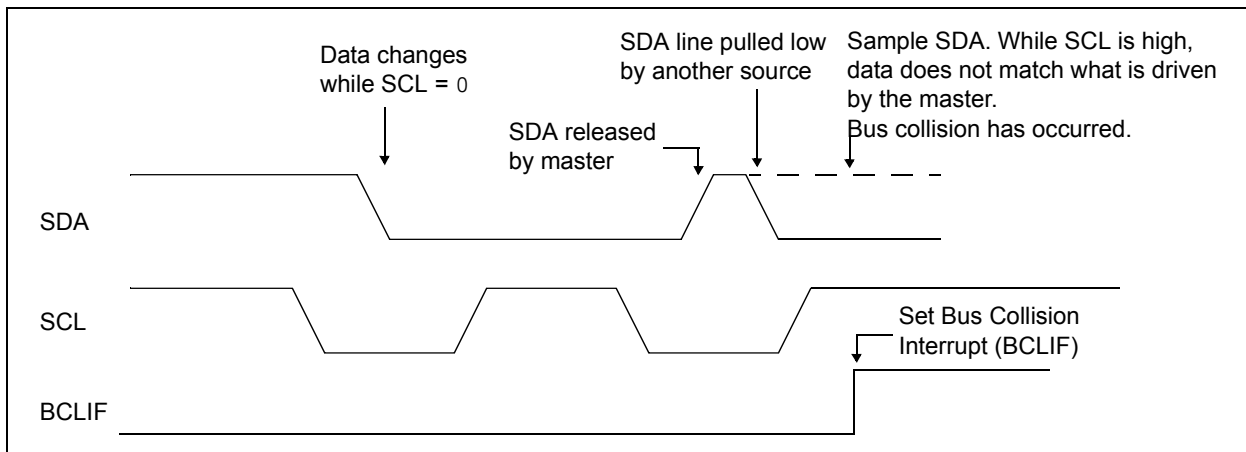 Data changes
while SCL = 0
SDA line pulled low
by another source
Sample SDA. While SCL is high,
data does not match what is driven
by the master.
Bus collision has occurred.
SDA released
by master
SDA
SCL
Set Bus Collision
Interrupt (BCLIF)
BCLIF